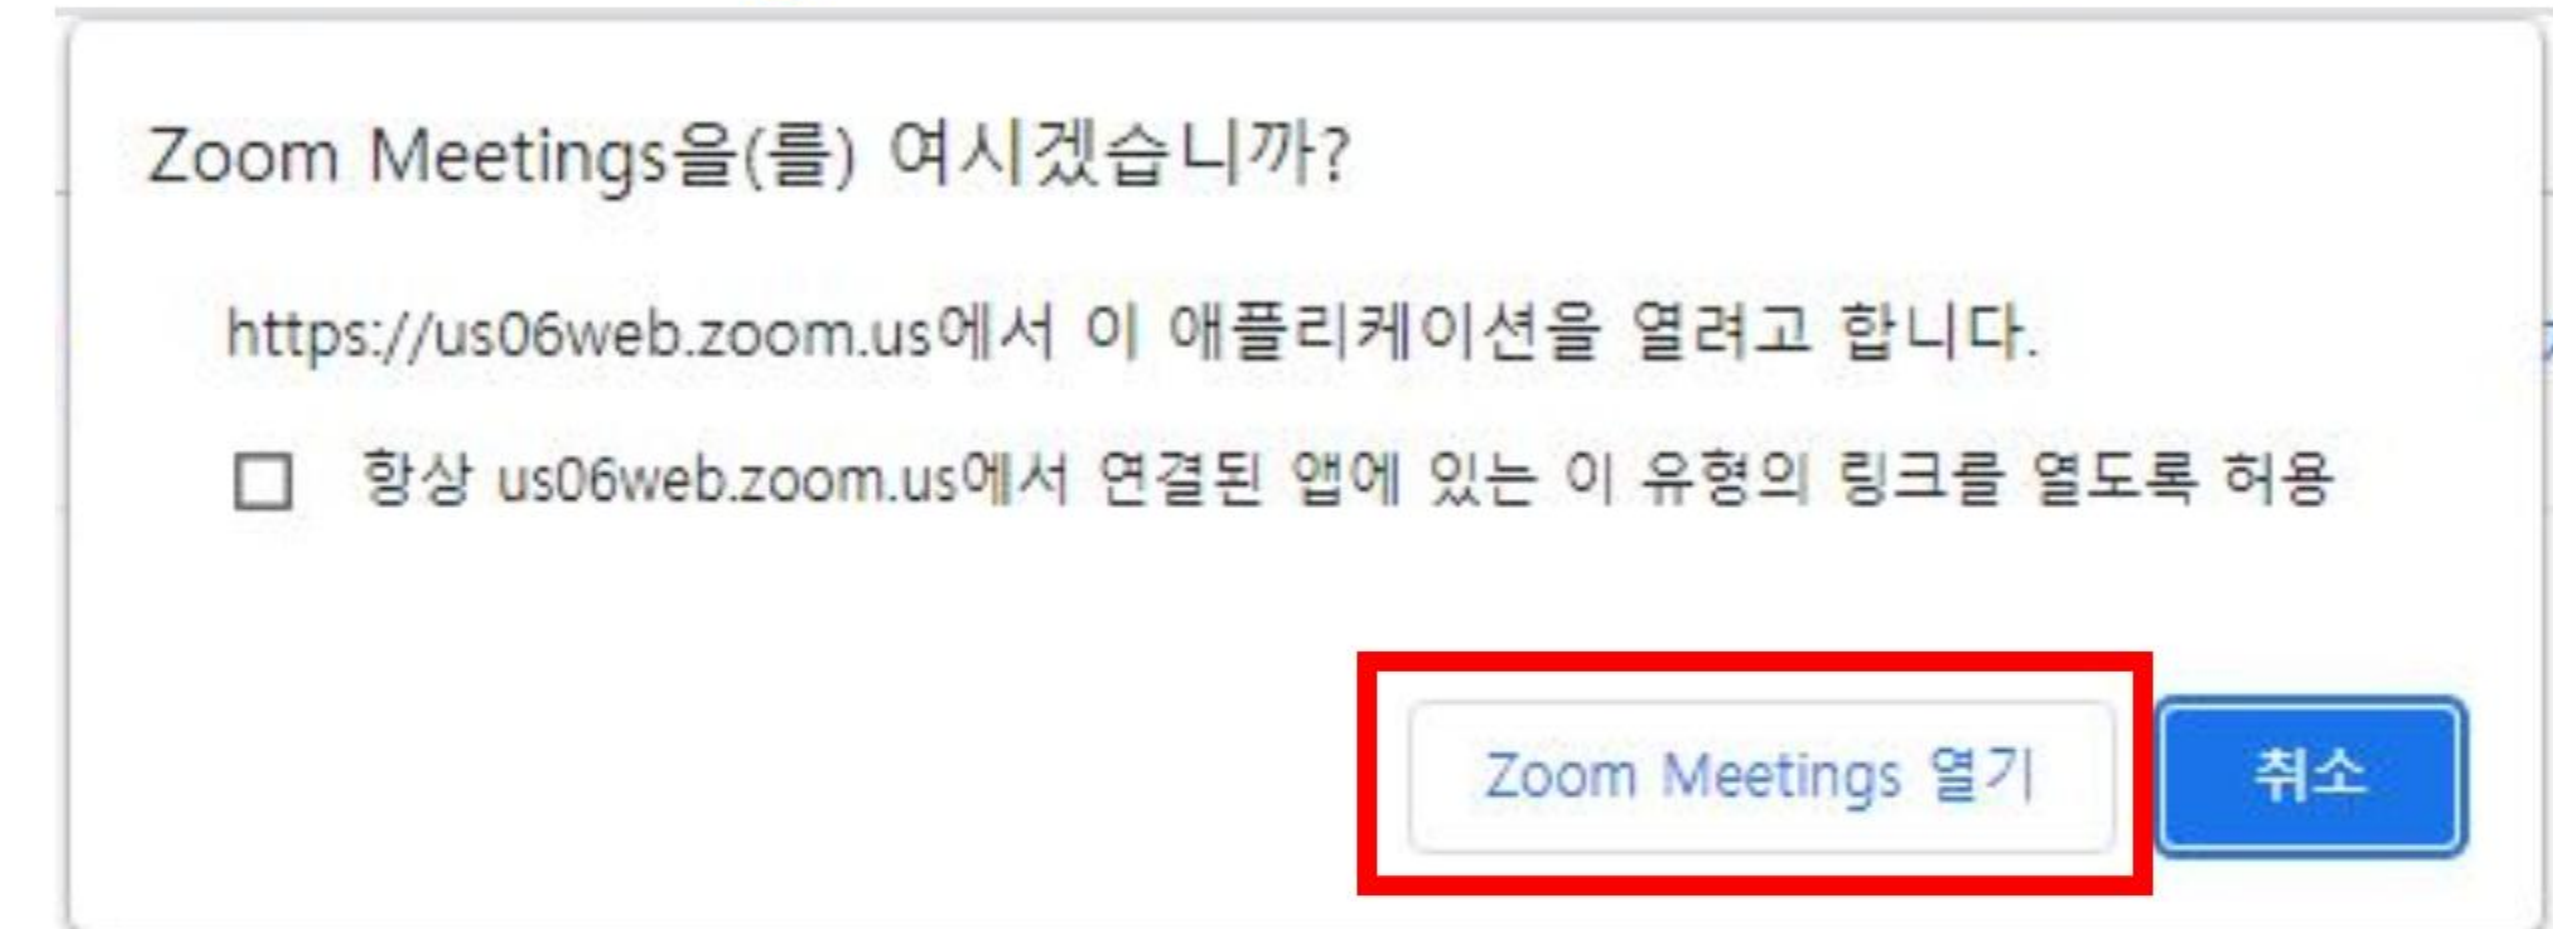 Zoom Meetings을(를) 여시겠습니까?
https://us06web.zoom.us에서 이 애플리케이션을 열려고 합니다.
항상 us06web.zoom.us에서 연결된 앱에 있는 이 유형의 링크를 열도록 허용
Zoom Meetings 열기
취소